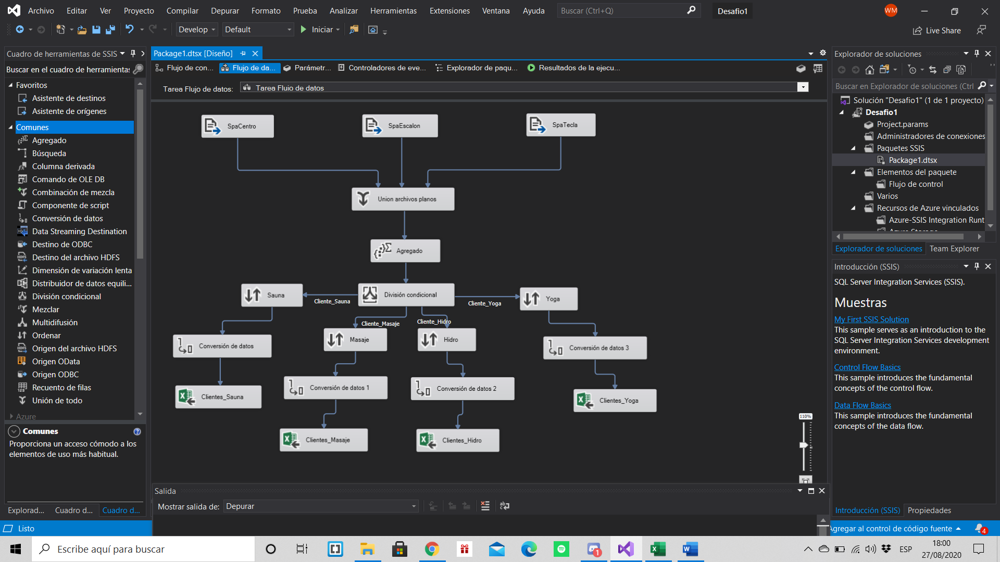 Archivo Editar Ver Proyecto Compilar Depurar Formato Prueba Analizar Herramientas Extensiones Ventana Ayuda Buscar (Ctrl+Q) Desafio1 WM
Develop Default Iniciar Live Share
Cuadro de herramientas de SSIS
Buscar en el cuadro de herramientas
Favoritos
Asistente de destinos
Asistente de orígenes
Comunes
Agregado
Búsqueda
Columna derivada
Comando de OLE DB
Combinación de mezcla
Componente de script
Conversión de datos
Data Streaming Destination
Destino de ODBC
Destino del archivo HDFS
Dimensión de variación lenta
Distribuidor de datos equili...
División condicional
Mezclar
Multidifusión
Ordenar
Origen del archivo HDFS
Origen OData
Origen ODBC
Recuento de filas
Unión de todo
Azure
Comunes
Proporciona un acceso cómodo a los
elementos de uso más habitual.
Explorad... Cuadro d... Cuadro d...
Package1.dtsx [Diseño]
Flujo de con... Flujo de da... Parámetr... Controladores de eve... Explorador de paqu... Resultados de la ejecu...
Tarea Flujo de datos: Tarea Flujo de datos
SpaCentro SpaEscalon SpaTecla
Union archivos planos
Agregado
Sauna Cliente_Sauna División condicional Cliente_Yoga Yoga
Cliente_Masaje Cliente_Hidro
Masaje Hidro
Conversión de datos Conversión de datos 3
Conversión de datos 1 Conversión de datos 2
Clientes_Sauna Clientes_Yoga
Clientes_Masaje Clientes_Hidro
110%
Salida
Mostrar salida de: Depurar
Explorador de soluciones
Buscar en Explorador de soluciones (Ctrl
Solución "Desafio1" (1 de 1 proyecto)
Desafio1
Project.params
Administradores de conexiones
Paquetes SSIS
Package1.dtsx
Elementos del paquete
Flujo de control
Varios
Recursos de Azure vinculados
Azure-SSIS Integration Runt
Azure Storage
Explorador de soluciones Team Explorer
Introducción (SSIS)
SQL Server Integration Services (SSIS).
Muestras
My First SSIS Solution
This sample serves as an introduction to the
SQL Server Integration Services development
environment.
Control Flow Basics
This sample introduces the fundamental
concepts of the control flow.
Data Flow Basics
This sample introduces the fundamental
concepts of the data flow.
Introducción (SSIS) Propiedades
Listo Agregar al control de código fuente 4
Escribe aquí para buscar 1 ESP 18:00
27/08/2020